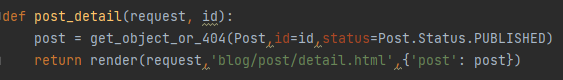 def post_detail(request, id):
    post = get_object_or_404(Post,id=id,status=Post.Status.PUBLISHED)
    return render(request,'blog/post/detail.html',{'post': post})